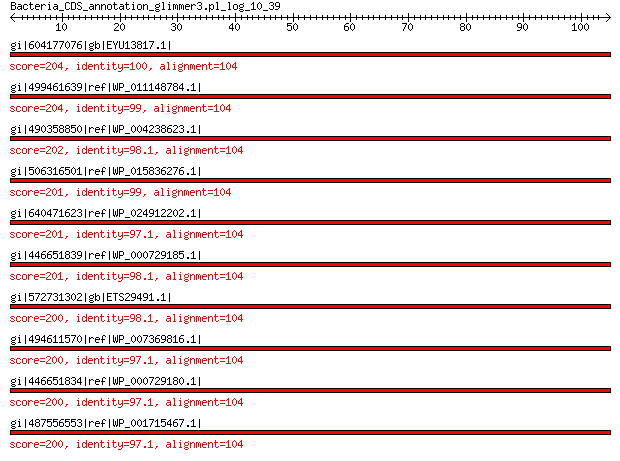 Bacteria_CDS_annotation_glimmer3.pl_log_10_39
10 20 30 40 50 60 70 80 90 100
gi|604177076|gb|EYU13817.1|
score=204, identity=100, alignment=104
gi|499461639|ref|WP_011148784.1|
score=204, identity=99, alignment=104
gi|490358850|ref|WP_004238623.1|
score=202, identity=98.1, alignment=104
gi|506316501|ref|WP_015836276.1|
score=201, identity=99, alignment=104
gi|640471623|ref|WP_024912202.1|
score=201, identity=97.1, alignment=104
gi|446651839|ref|WP_000729185.1|
score=201, identity=98.1, alignment=104
gi|572731302|gb|ETS29491.1|
score=200, identity=98.1, alignment=104
gi|494611570|ref|WP_007369816.1|
score=200, identity=97.1, alignment=104
gi|446651834|ref|WP_000729180.1|
score=200, identity=97.1, alignment=104
gi|487556553|ref|WP_001715467.1|
score=200, identity=97.1, alignment=104